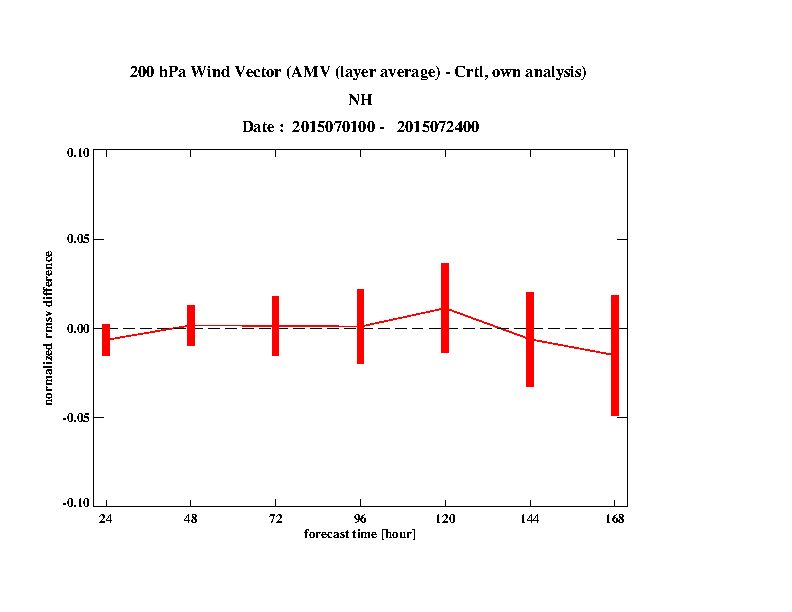 200 hPa Wind Vector (AMV (layer average) - Crtl, own analysis)
NH
Date : 2015070100 - 2015072400
normalized rmsv difference
0.10
0.05
0.00
-0.05
-0.10
24 48 72 96 120 144 168
forecast time [hour]